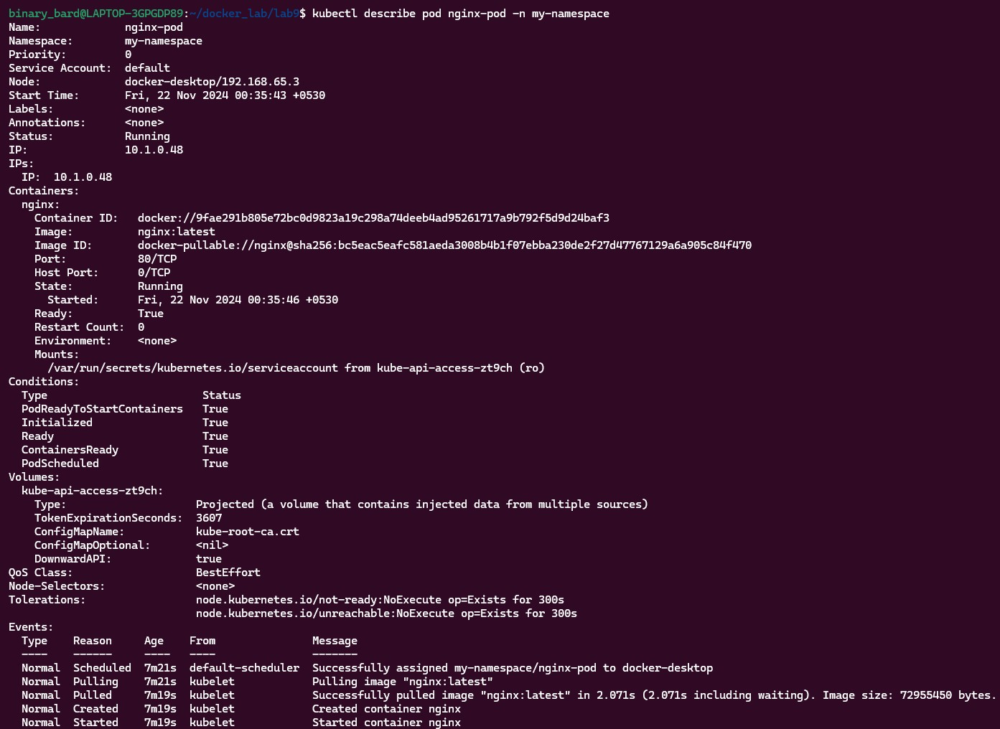 binary_bard@LAPTOP-3GPGDP89:~/docker_lab/lab9$ kubectl describe pod nginx-pod -n my-namespace
Name:             nginx-pod
Namespace:        my-namespace
Priority:         0
Service Account:  default
Node:             docker-desktop/192.168.65.3
Start Time:       Fri, 22 Nov 2024 00:35:43 +0530
Labels:           <none>
Annotations:      <none>
Status:           Running
IP:               10.1.0.48
IPs:
  IP:  10.1.0.48
Containers:
  nginx:
    Container ID:   docker://9fae291b805e72bc0d9823a19c298a74deeb4ad95261717a9b792f5d9d24baf3
    Image:          nginx:latest
    Image ID:       docker-pullable://nginx@sha256:bc5eac5eafc581aeda3008b4b1f07ebba230de2f27d47767129a6a905c84f470
    Port:           80/TCP
    Host Port:      0/TCP
    State:          Running
      Started:      Fri, 22 Nov 2024 00:35:46 +0530
    Ready:          True
    Restart Count:  0
    Environment:    <none>
    Mounts:
      /var/run/secrets/kubernetes.io/serviceaccount from kube-api-access-zt9ch (ro)
Conditions:
  Type                        Status
  PodReadyToStartContainers   True
  Initialized                 True
  Ready                       True
  ContainersReady             True
  PodScheduled                True
Volumes:
  kube-api-access-zt9ch:
    Type:                    Projected (a volume that contains injected data from multiple sources)
    TokenExpirationSeconds:  3607
    ConfigMapName:           kube-root-ca.crt
    ConfigMapOptional:       <nil>
    DownwardAPI:             true
QoS Class:                   BestEffort
Node-Selectors:              <none>
Tolerations:                 node.kubernetes.io/not-ready:NoExecute op=Exists for 300s
                             node.kubernetes.io/unreachable:NoExecute op=Exists for 300s
Events:
  Type    Reason     Age    From               Message
  ----    ------     ----   ----               -------
  Normal  Scheduled  7m21s  default-scheduler  Successfully assigned my-namespace/nginx-pod to docker-desktop
  Normal  Pulling    7m21s  kubelet            Pulling image "nginx:latest"
  Normal  Pulled     7m19s  kubelet            Successfully pulled image "nginx:latest" in 2.071s (2.071s including waiting). Image size: 72955450 bytes.
  Normal  Created    7m19s  kubelet            Created container nginx
  Normal  Started    7m19s  kubelet            Started container nginx